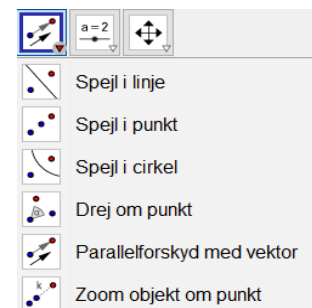 a=2
Spejl i linje
Spejl i punkt
Spejl i cirkel
α
Drej om punkt
Parallelforskyd med vektor
k
Zoom objekt om punkt